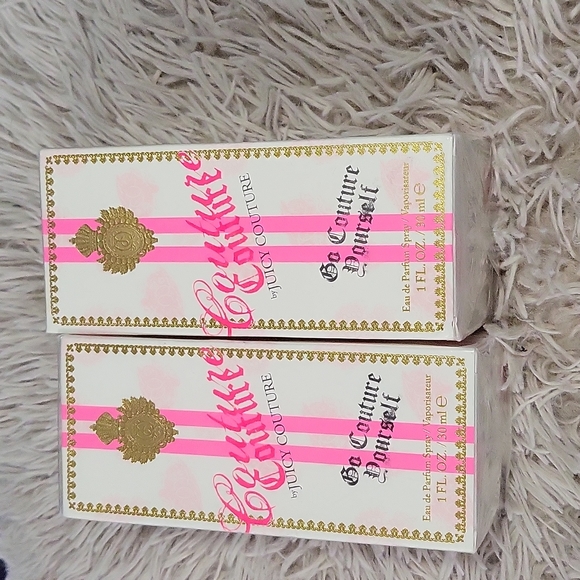 Couture
Couture
by JUICY COUTURE
Go Couture
Yourself
Eau de Parfum Spray / Vaporisateur
1 FL. OZ. / 30 ml ℮
Couture
Couture
by JUICY COUTURE
Go Couture
Yourself
Eau de Parfum Spray / Vaporisateur
1 FL. OZ. / 30 ml ℮